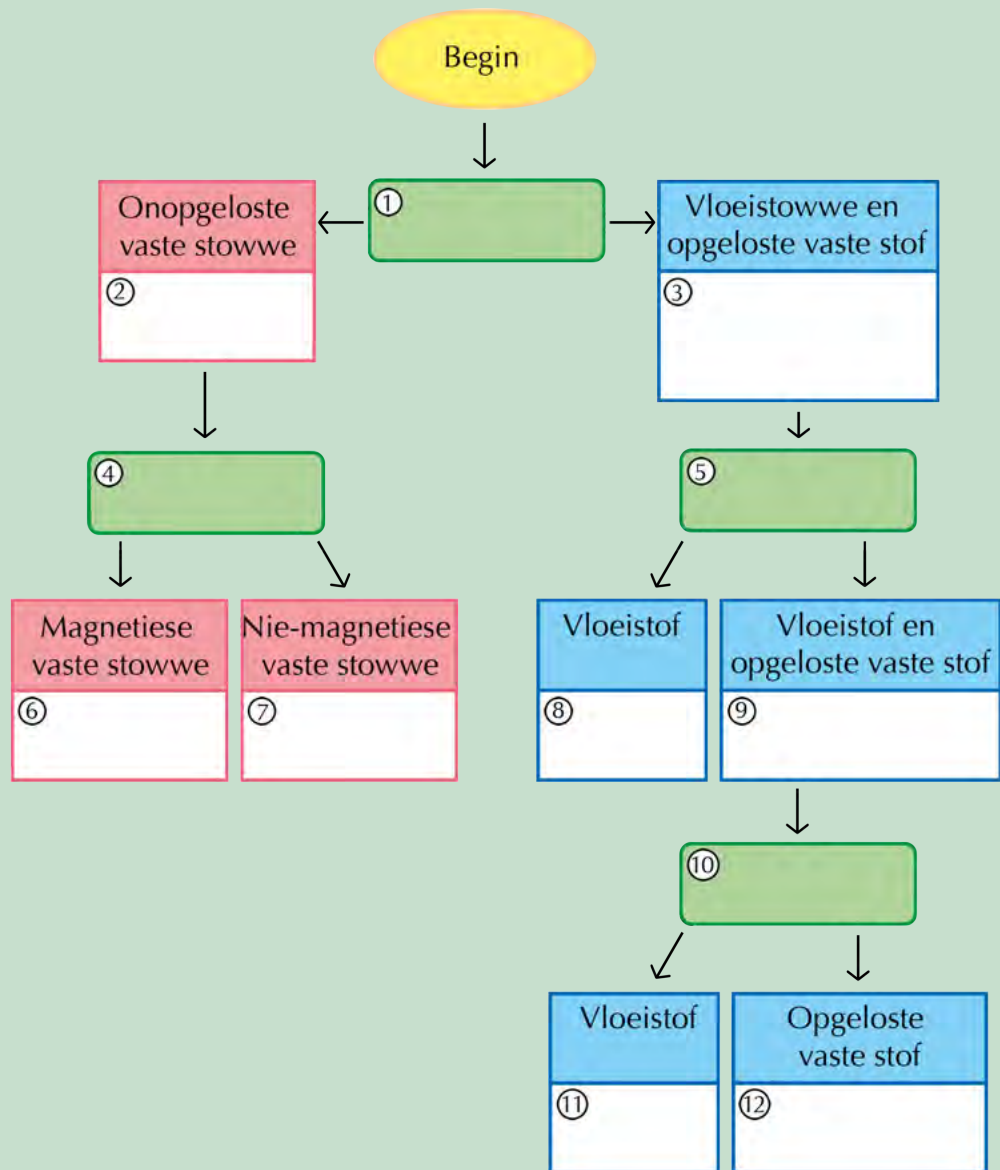 Begin
①
Onopgeloste
vaste stowwe
②
Vloeistowwe en
opgeloste vaste stof
③
④
⑤
Magnetiese
vaste stowwe
⑥
Nie-magnetiese
vaste stowwe
⑦
Vloeistof
⑧
Vloeistof en
opgeloste vaste stof
⑨
⑩
Vloeistof
⑪
Opgeloste
vaste stof
⑫